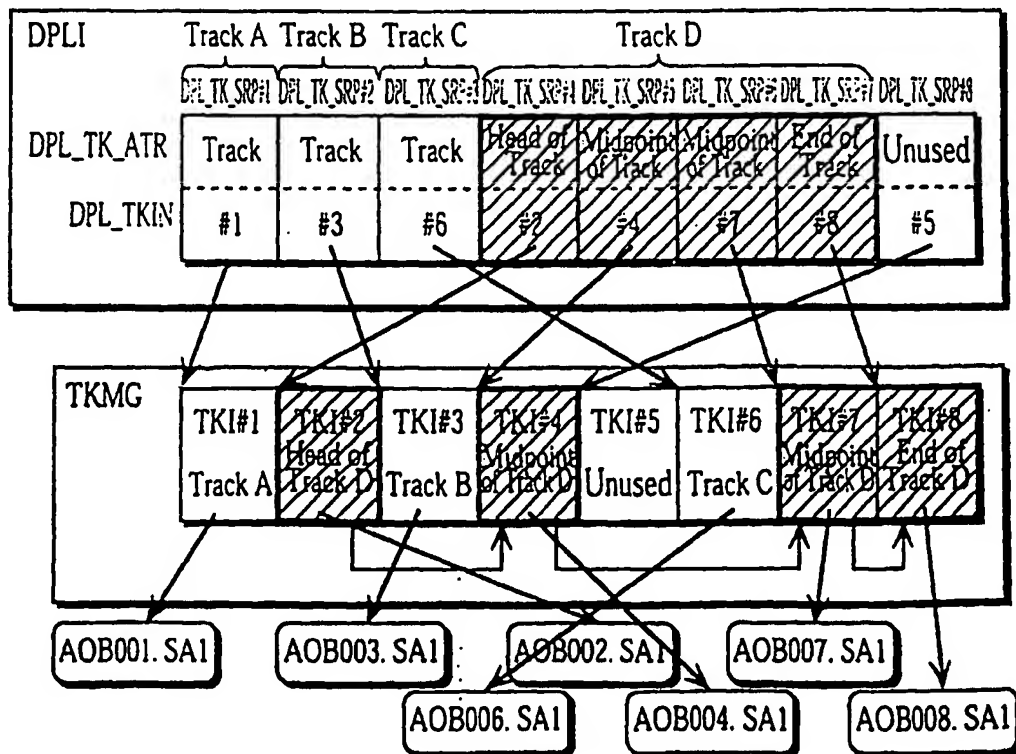 DPLI Track A Track B Track C Track D
DPL_TK_SRP#1 DPL_TK_SRP#2 DPL_TK_SRP#3 DPL_TK_SRP#4 DPL_TK_SRP#5 DPL_TK_SRP#6 DPL_TK_SRP#7 DPL_TK_SRP#8
DPL_TK_ATR Track Track Track Head of Track Midpoint of Track Midpoint of Track End of Track Unused
DPL_TKIN #1 #3 #6 #2 #4 #7 #8 #5
TKMG TKI#1 TKI#2 TKI#3 TKI#4 TKI#5 TKI#6 TKI#7 TKI#8
Track A Head of Track D Track B Midpoint of Track D Unused Track C Midpoint of Track D End of Track D
AOB001. SA1 AOB003. SA1 AOB002. SA1 AOB007. SA1
AOB006. SA1 AOB004. SA1 AOB008. SA1